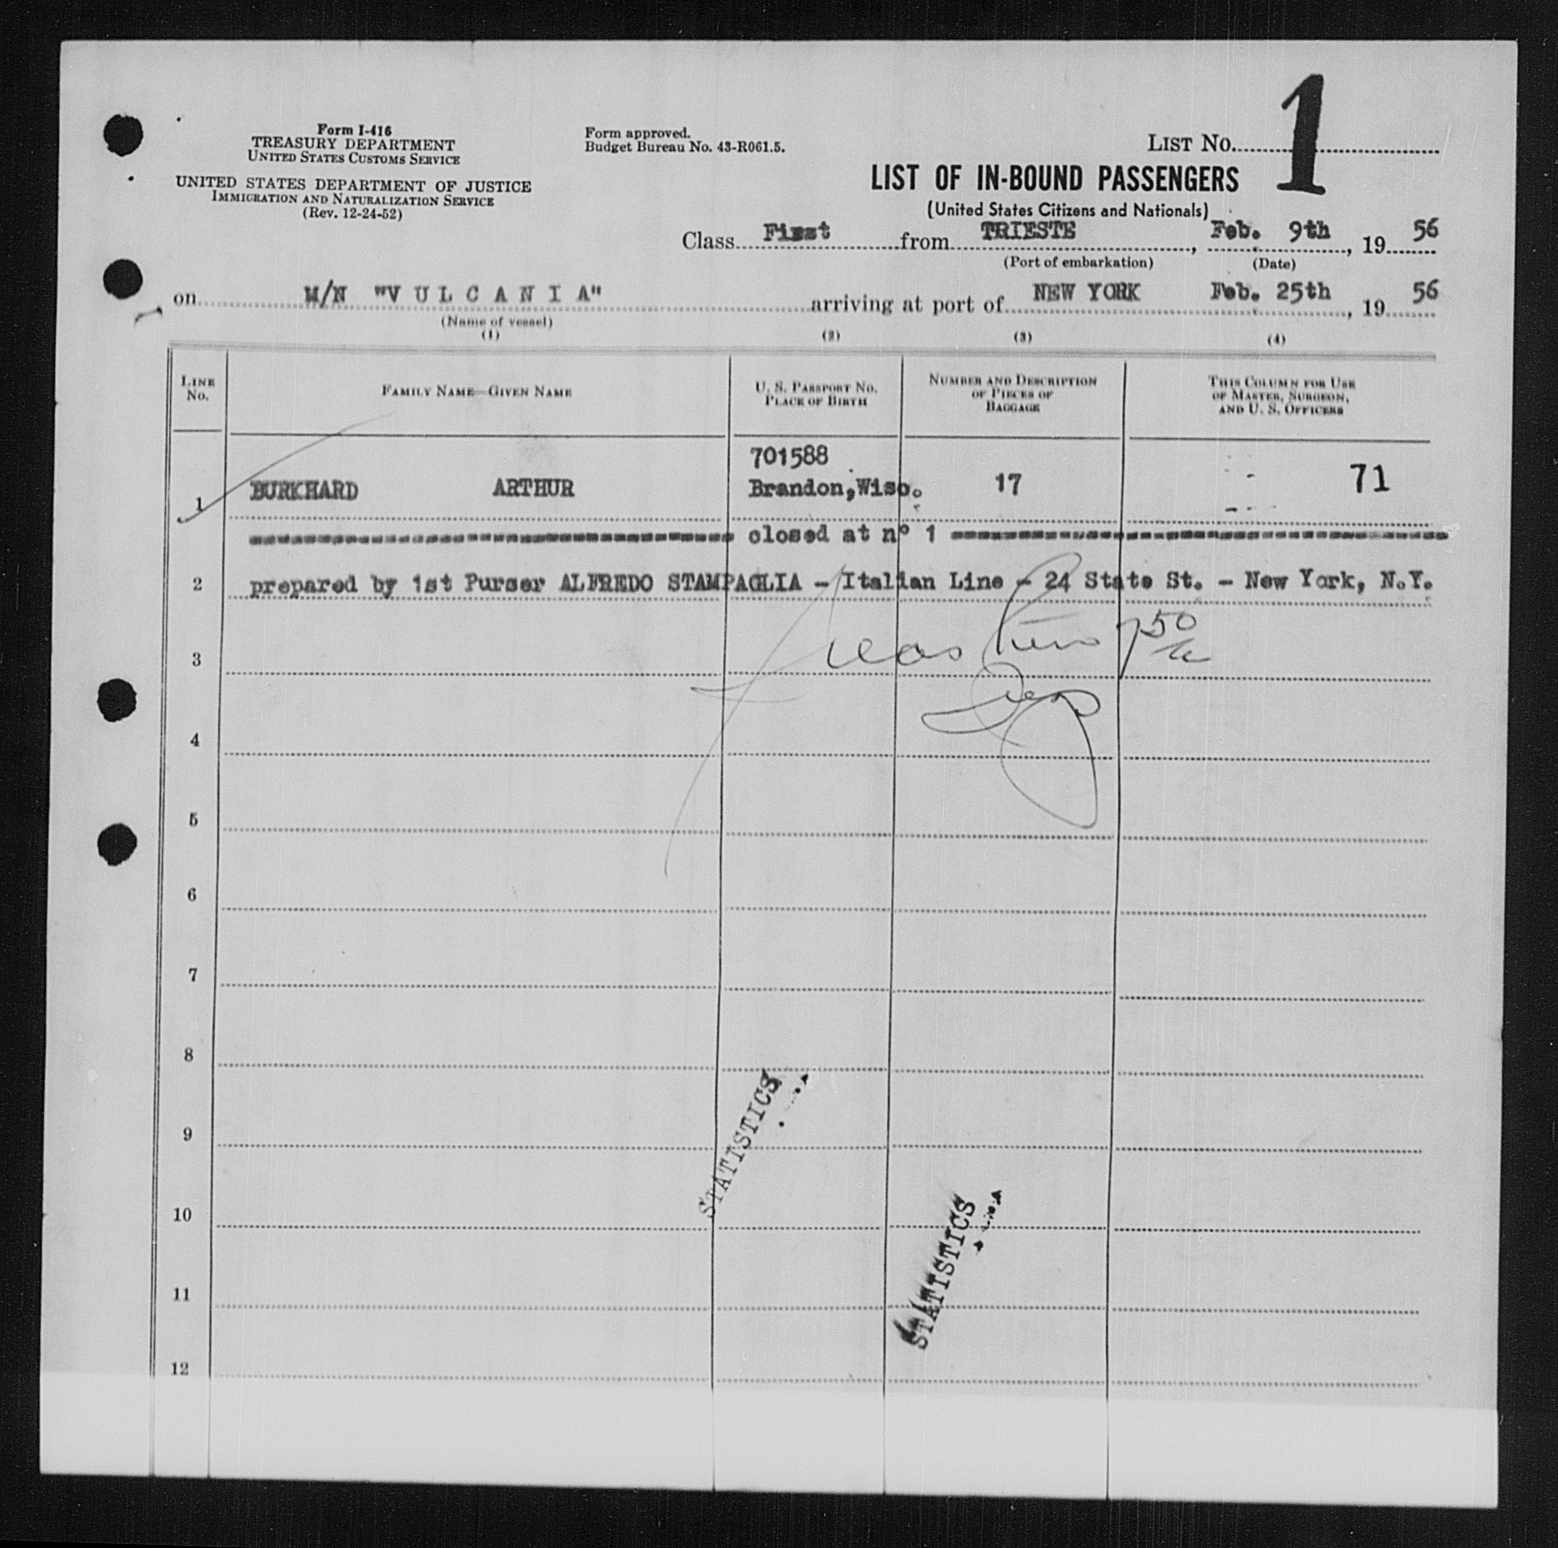 Form I-416
TREASURY DEPARTMENT
UNITED STATES CUSTOMS SERVICE
UNITED STATES DEPARTMENT OF JUSTICE
IMMIGRATION AND NATURALIZATION SERVICE
(Rev. 12-24-52)
Form approved.
Budget Bureau No. 43-R061.5.
LIST NO. 1
LIST OF IN-BOUND PASSENGERS
(United States Citizens and Nationals)
Class First from TRIESTE, Feb. 9th, 19 56
(Port of embarkation) (Date)
on M/N "V U L C A N I A" arriving at port of NEW YORK Feb. 25th, 19 56
(Name of vessel)
(1) (2) (3) (4)
LINE NO.
FAMILY NAME—GIVEN NAME
U. S. PASSPORT NO.
PLACE OF BIRTH
NUMBER AND DESCRIPTION
OF PIECES OF
BAGGAGE
THIS COLUMN FOR USE
OF MASTER, SURGEON,
AND U. S. OFFICERS
701588
1 BURKHARD ARTHUR Brandon,Wisc. 17 71
closed at nº 1
2 prepared by 1st Purser ALFREDO STAMPAGLIA - Italian Line - 24 State St. - New York, N.Y.
3
4
5
6
7
8
9
10
11
12
STATISTICS
STATISTICS